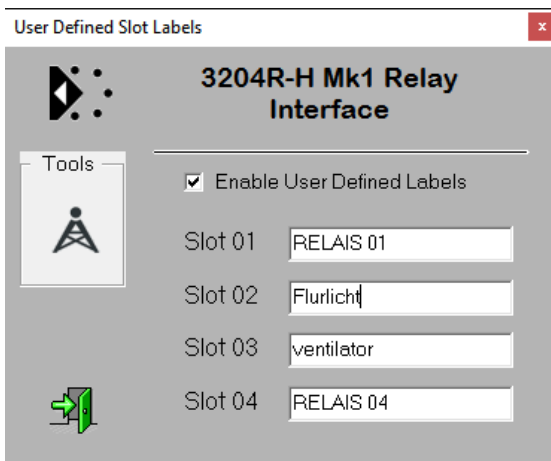 User Defined Slot Labels
x
3204R-H Mk1 Relay
Interface
Tools
Enable User Defined Labels
Slot 01 RELAIS 01
Slot 02 Flurlicht
Slot 03 ventilator
Slot 04 RELAIS 04